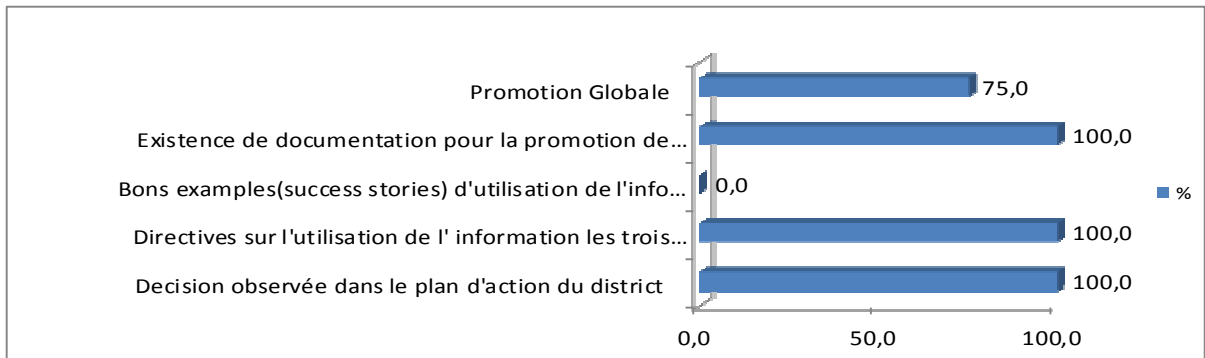 Promotion Globale 75,0
Existence de documentation pour la promotion de... 100,0
Bons examples(success stories) d'utilisation de l'info... 0,0
Directives sur l'utilisation de l' information les trois... 100,0
Decision observée dans le plan d'action du district 100,0
%
0,0 50,0 100,0